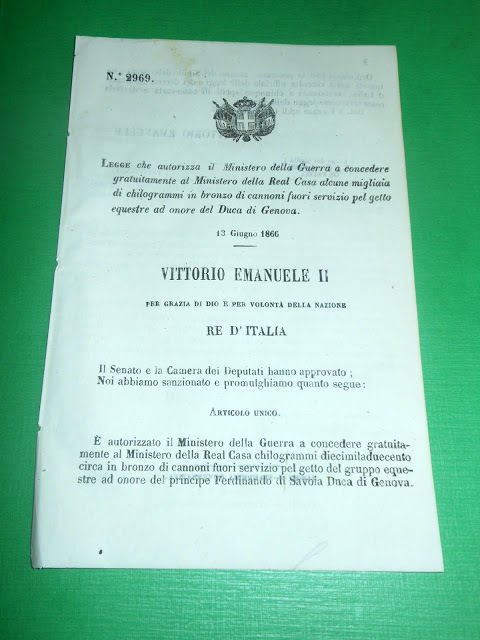 N.° 2969.
LEGGE che autorizza il Ministero della Guerra a concedere
gratuitamente al Ministero della Real Casa alcune migliaia
di chilogrammi in bronzo di cannoni fuori servizio pel getto
equestre ad onore del Duca di Genova.
13 Giugno 1866
VITTORIO EMANUELE II
PER GRAZIA DI DIO E PER VOLONTÀ DELLA NAZIONE
RE D'ITALIA
Il Senato e la Camera dei Deputati hanno approvato;
Noi abbiamo sanzionato e promulghiamo quanto segue:
ARTICOLO UNICO.
È autorizzato il Ministero della Guerra a concedere gratuita-
mente al Ministero della Real Casa chilogrammi diecimiladuecento
circa in bronzo di cannoni fuori servizio pel getto del gruppo eque-
stre ad onore del principe Ferdinando di Savoia Duca di Genova.